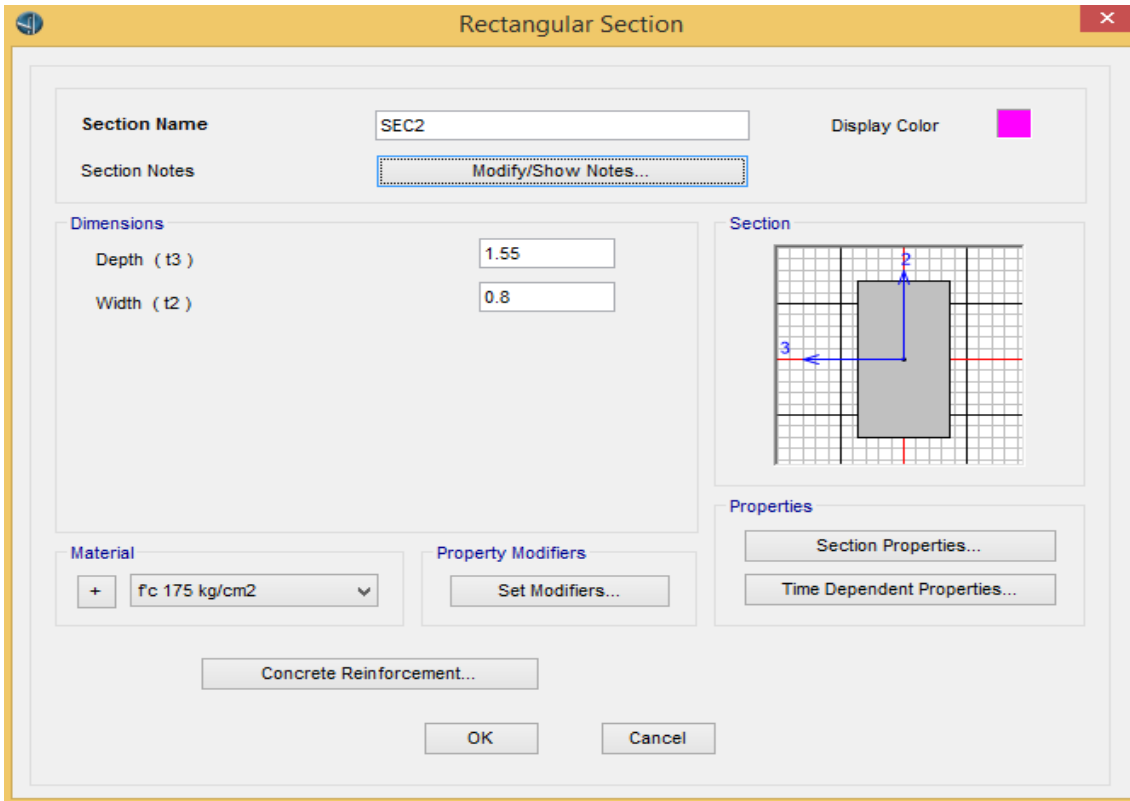 Rectangular Section
Section Name SEC2 Display Color
Section Notes Modify/Show Notes...
Dimensions
Depth ( t3 ) 1.55
Width ( t2 ) 0.8
Section
2
3
Properties
Section Properties...
Time Dependent Properties...
Material
+ f'c 175 kg/cm2
Property Modifiers
Set Modifiers...
Concrete Reinforcement...
OK Cancel